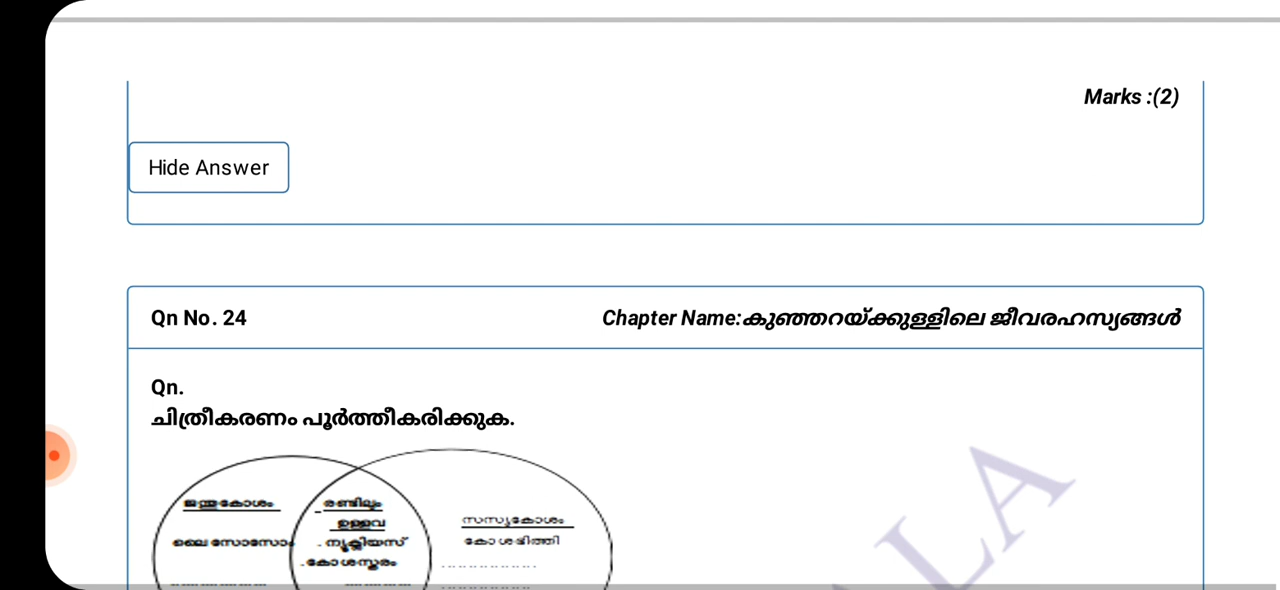 Marks :(2)
Hide Answer
Qn No. 24
Chapter Name:കുഞ്ഞറയ്ക്കുള്ളിലെ ജീവരഹസ്യങ്ങൾ
Qn.
ചിത്രീകരണം പൂർത്തീകരിക്കുക.
ജന്തുകോശം
ലൈസോസോം
രണ്ടിലും
ഉള്ളവ
. ന്യൂക്ലിയസ്
. കോശസ്തരം
സസ്യകോശം
കോശഭിത്തി
LA